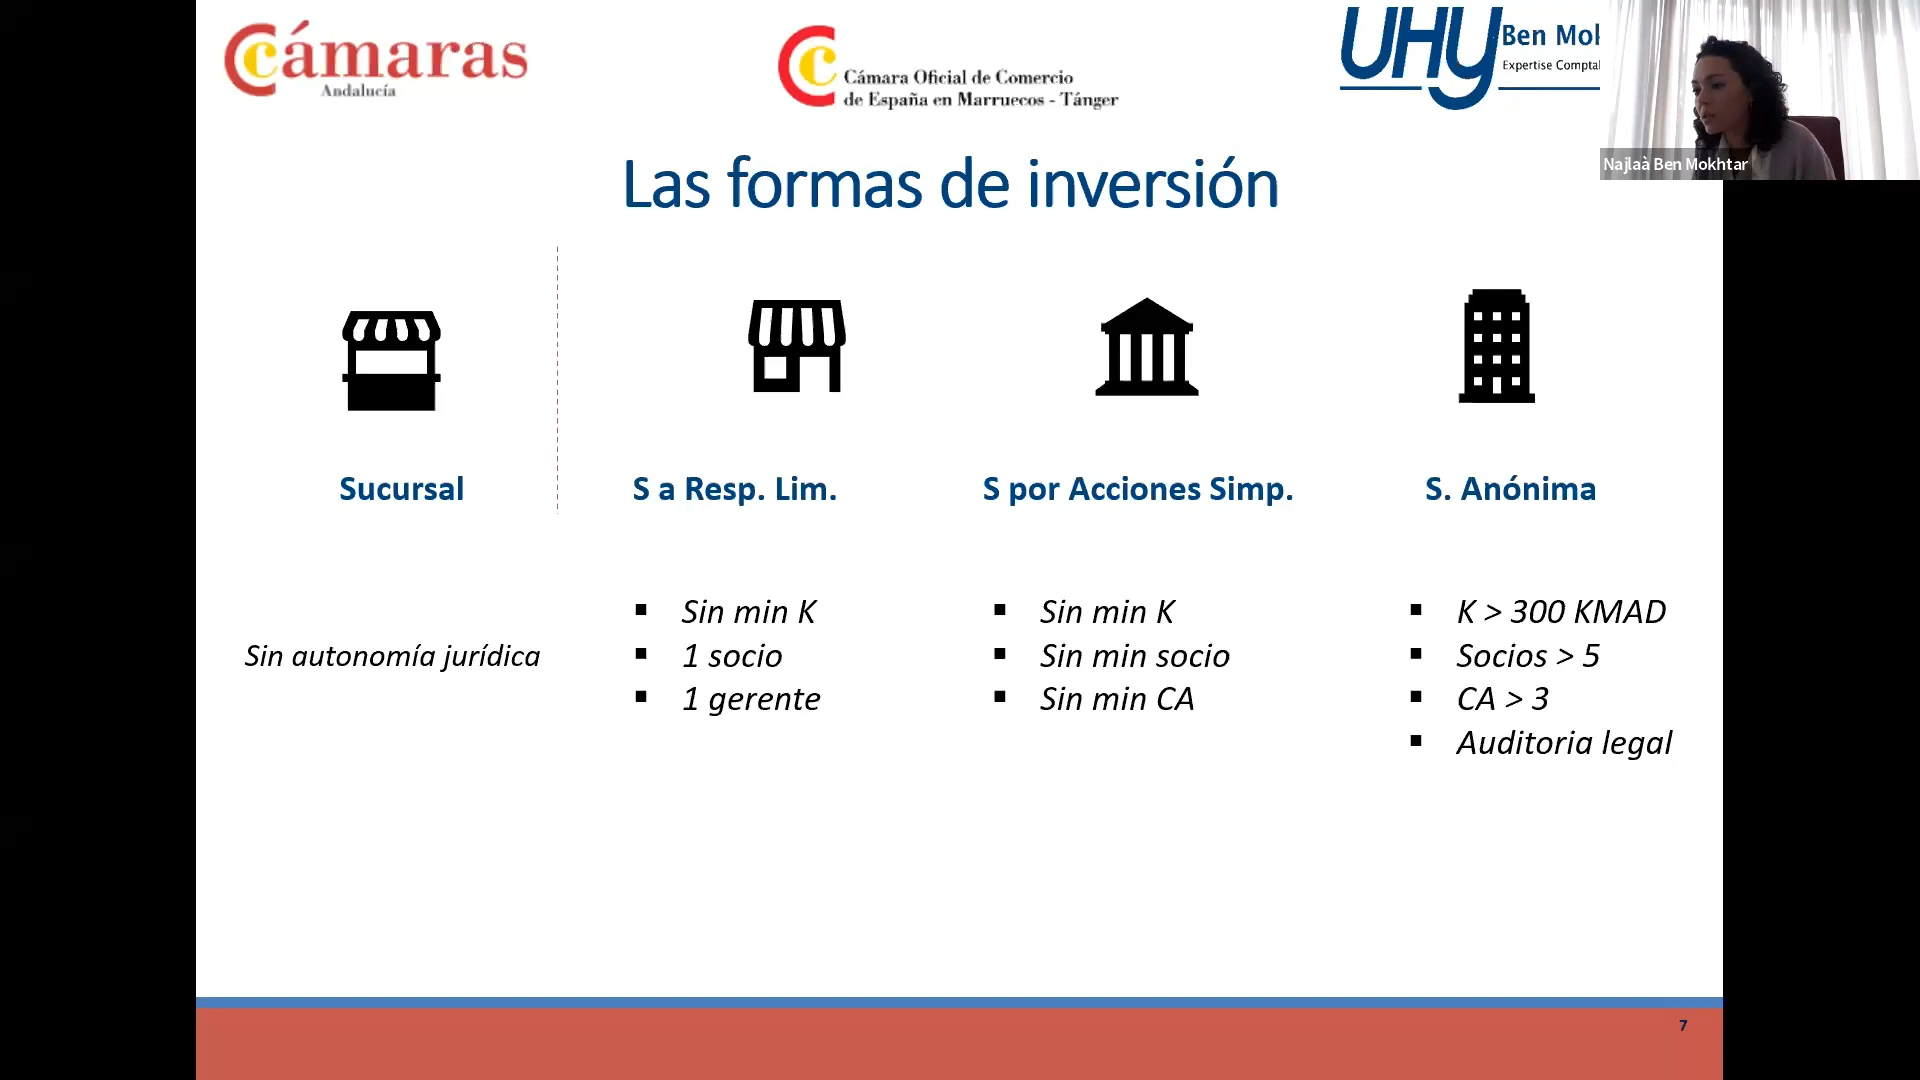 Cámaras
Andalucía
Cámara Oficial de Comercio
de España en Marruecos - Tánger
UHY
Ben
Expertise
Najlaà Ben Mokhtar
Las formas de inversión
Sucursal
S a Resp. Lim.
S por Acciones Simp.
S. Anónima
Sin autonomía jurídica
▪ Sin min K
▪ 1 socio
▪ 1 gerente
▪ Sin min K
▪ Sin min socio
▪ Sin min CA
▪ K > 300 KMAD
▪ Socios > 5
▪ CA > 3
▪ Auditoria legal
7